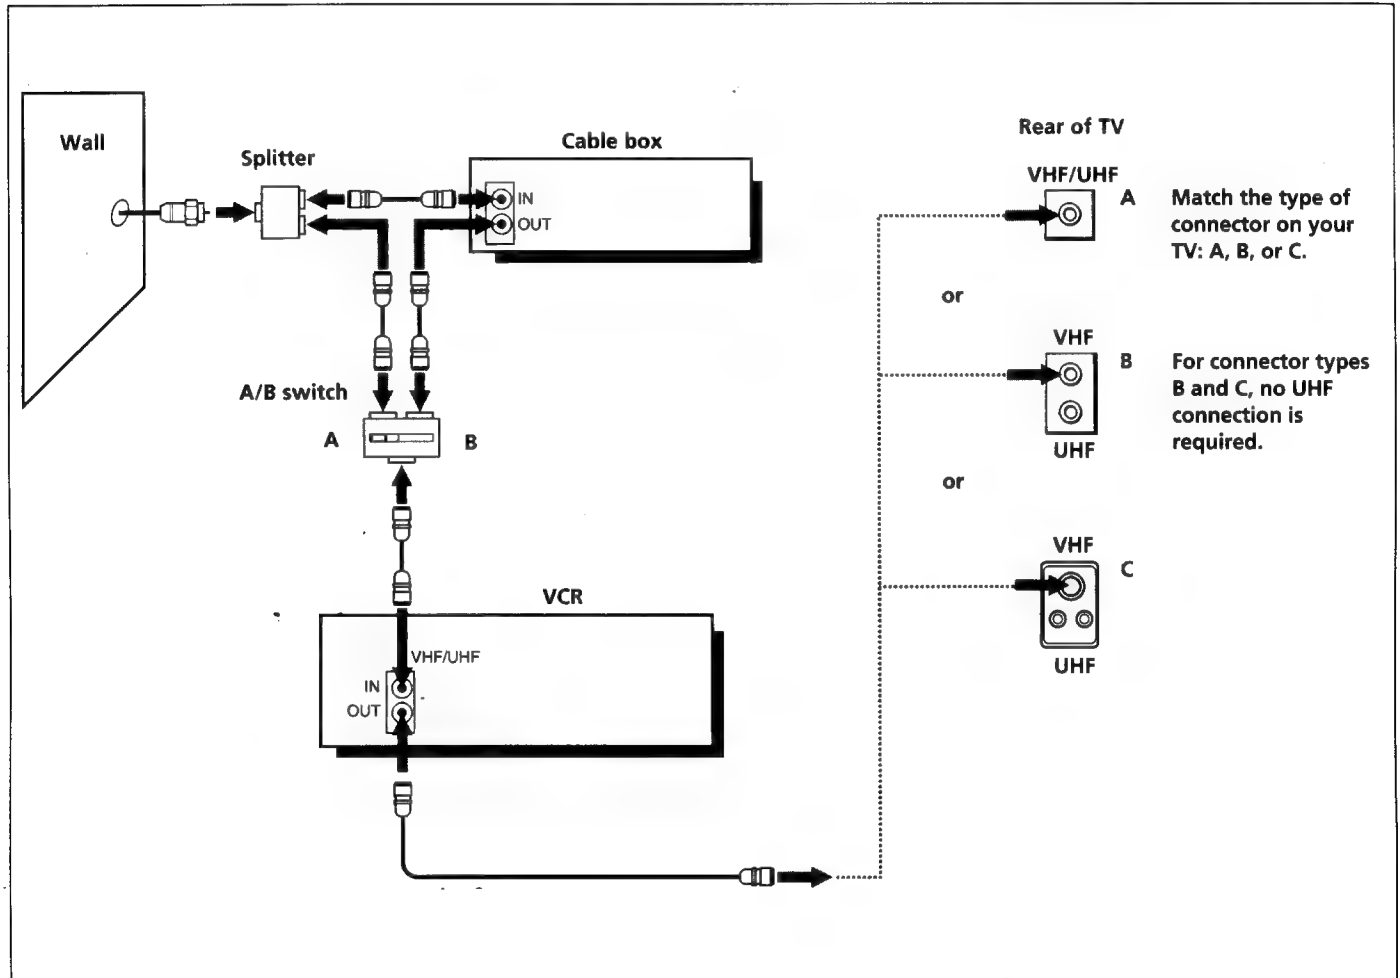 Wall
Splitter
Cable box
IN
OUT
A/B switch
A
B
VCR
VHF/UHF
IN
OUT
Rear of TV
VHF/UHF
A
Match the type of
connector on your
TV: A, B, or C.
or
VHF
B
For connector types
B and C, no UHF
connection is
required.
UHF
or
VHF
C
UHF